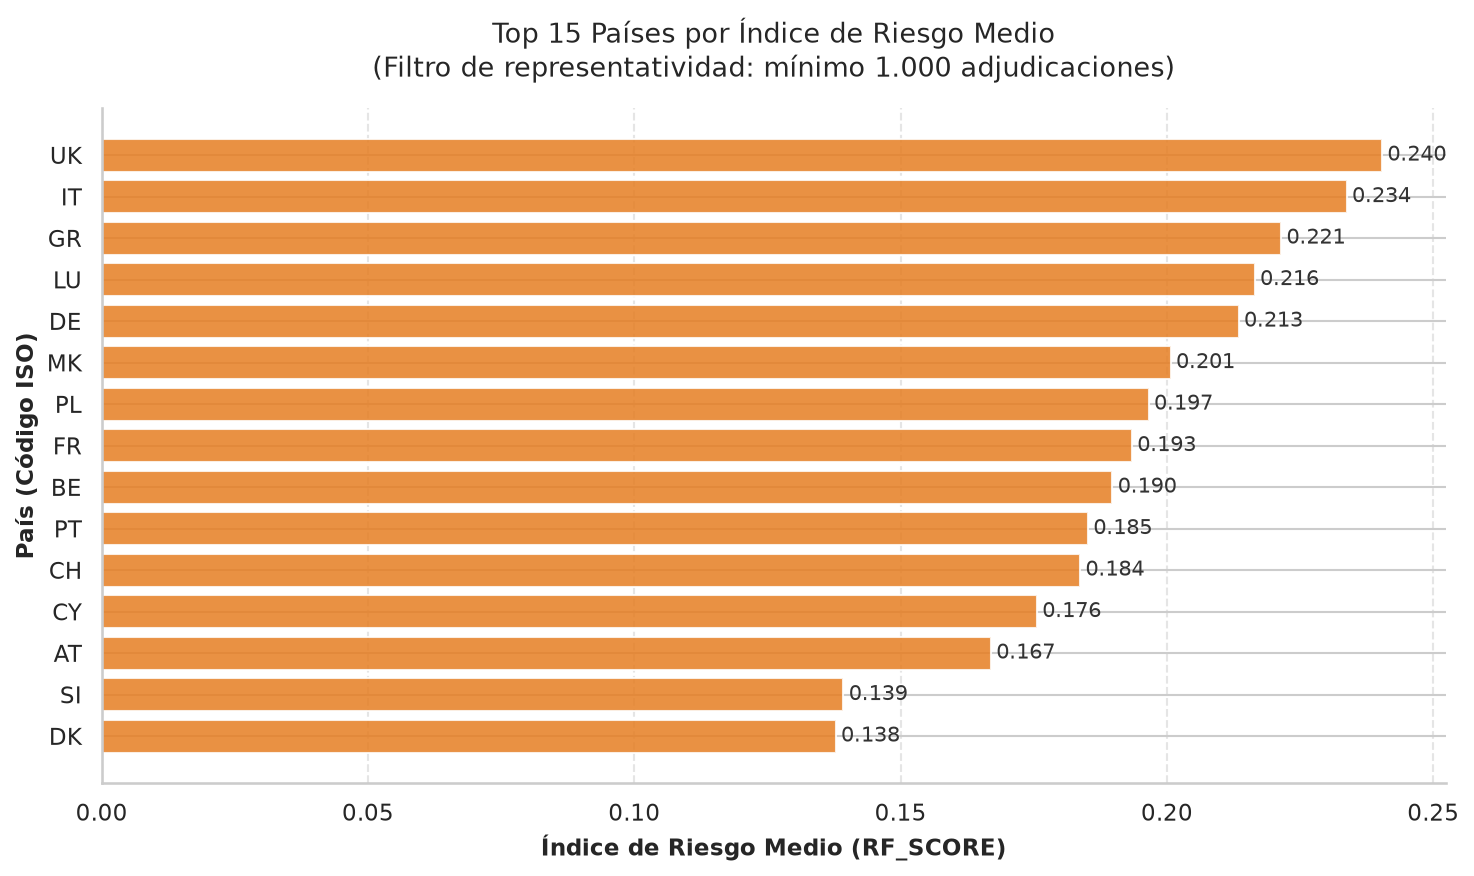 Top 15 Países por Índice de Riesgo Medio
(Filtro de representatividad: mínimo 1.000 adjudicaciones)
País (Código ISO)
UK 0.240
IT 0.234
GR 0.221
LU 0.216
DE 0.213
MK 0.201
PL 0.197
FR 0.193
BE 0.190
PT 0.185
CH 0.184
CY 0.176
AT 0.167
SI 0.139
DK 0.138
0.00 0.05 0.10 0.15 0.20 0.25
Índice de Riesgo Medio (RF_SCORE)